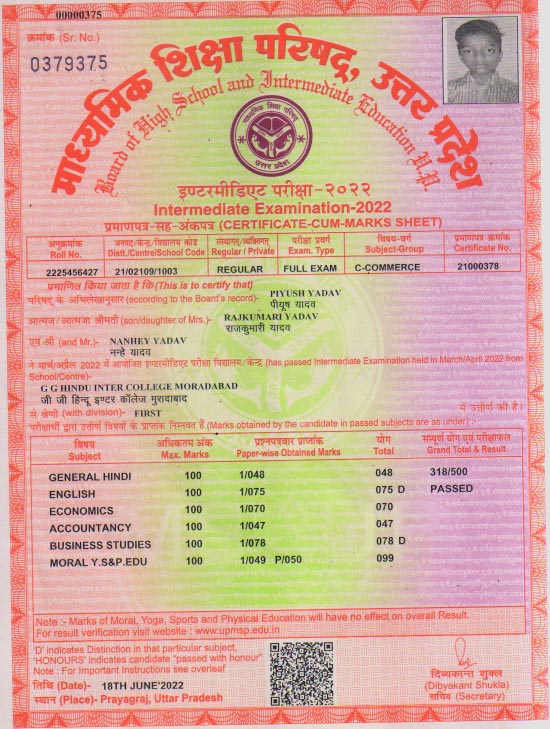 00000375
क्रमांक (Sr. No.)
0379375
माध्यमिक शिक्षा परिषद्, उत्तर प्रदेश
Board of High School and Intermediate Education U.P.
माध्यमिक शिक्षा परिषद
उत्तर प्रदेश
इण्टरमीडिएट परीक्षा-२०२२
Intermediate Examination-2022
प्रमाणपत्र-सह-अंकपत्र (CERTIFICATE-CUM-MARKS SHEET)
अनुक्रमांक जनपद/केन्द्र/विद्यालय कोड संस्थागत/व्यक्तिगत परीक्षा प्रवर्ग विषय-वर्ग प्रमाणपत्र क्रमांक
Roll No. Distt./Centre/School Code Regular / Private Exam. Type Subject-Group Certificate No.
2225456427 21/02109/1003 REGULAR FULL EXAM C-COMMERCE 21000378
प्रमाणित किया जाता है कि (This is to certify that)
PIYUSH YADAV
परिषद् के अभिलेखानुसार (according to the Board's record)- पीयूष यादव
RAJKUMARI YADAV
आत्मज / आत्मजा श्रीमती (son/daughter of Mrs.)- राजकुमारी यादव
एवं श्री (and Mr.)- NANHEY YADAV
नन्हे यादव
ने मार्च/अप्रैल 2022 में आयोजित इण्टरमीडिएट परीक्षा विद्यालय / केन्द्र (has passed Intermediate Examination held in March/April 2022 from
School/Centre)-
G G HINDU INTER COLLEGE MORADABAD
जी जी हिन्दू इण्टर कॉलेज मुरादाबाद
से श्रेणी (with division)- FIRST में उत्तीर्ण की है।
परीक्षार्थी द्वारा उत्तीर्ण विषयों के प्राप्तांक निम्नवत हैं (Marks obtained by the candidate in passed subjects are as under) :-
विषय अधिकतम अंक प्रश्नपत्रवार प्राप्तांक योग सम्पूर्ण योग एवं परीक्षाफल
Subject Max. Marks Paper-wise Obtained Marks Total Grand Total & Result
GENERAL HINDI 100 1/048 048 318/500
ENGLISH 100 1/075 075 D PASSED
ECONOMICS 100 1/070 070
ACCOUNTANCY 100 1/047 047
BUSINESS STUDIES 100 1/078 078 D
MORAL Y.S&P.EDU 100 1/049 P/050 099
Note :- Marks of Moral, Yoga, Sports and Physical Education will have no effect on overall Result.
For result verification visit website : www.upmsp.edu.in
'D' indicates Distinction in that particular subject,
'HONOURS' indicates candidate "passed with honour"
Note : For Important Instructions see overleaf
तिथि (Date)- 18TH JUNE'2022
स्थान (Place)- Prayagraj, Uttar Pradesh
दिव्यकान्त शुक्ल
(Dibyakant Shukla)
सचिव (Secretary)